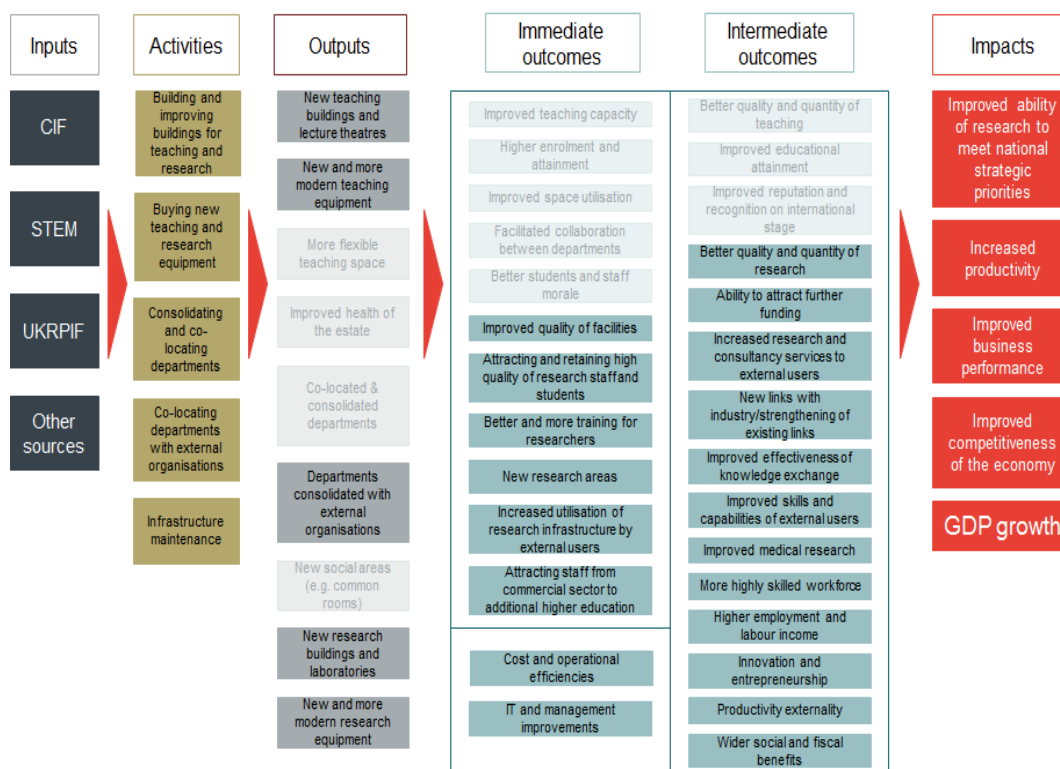 Inputs
Activities
Outputs
Immediate
outcomes
Intermediate
outcomes
Impacts
CIF
STEM
UKRPIF
Other
sources
Building and
improving
buildings for
teaching and
research
Buying new
teaching and
research
equipment
Consolidating
and co-
locating
departments
Co-locating
departments
with external
organisations
Infrastructure
maintenance
New teaching
buildings and
lecture theatres
New and more
modern teaching
equipment
More flexible
teaching space
Improved health of
the estate
Co-located &
consolidated
departments
Departments
consolidated with
external
organisations
New social areas
(e.g. common
rooms)
New research
buildings and
laboratories
New and more
modern research
equipment
Improved teaching capacity
Higher enrolment and
attainment
Improved space utilisation
Facilitated collaboration
between departments
Better students and staff
morale
Improved quality of facilities
Attracting and retaining high
quality of research staff and
students
Better and more training for
researchers
New research areas
Increased utilisation of
research infrastructure by
external users
Attracting staff from
commercial sector to
additional higher education
Cost and operational
efficiencies
IT and management
improvements
Better quality and quantity of
teaching
Improved educational
attainment
Improved reputation and
recognition on international
stage
Better quality and quantity of
research
Ability to attract further
funding
Increased research and
consultancy services to
external users
New links with
industry/strengthening of
existing links
Improved effectiveness of
knowledge exchange
Improved skills and
capabilities of external users
Improved medical research
More highly skilled workforce
Higher employment and
labour income
Innovation and
entrepreneurship
Productivity externality
Wider social and fiscal
benefits
Improved ability
of research to
meet national
strategic
priorities
Increased
productivity
Improved
business
performance
Improved
competitiveness
of the economy
GDP growth